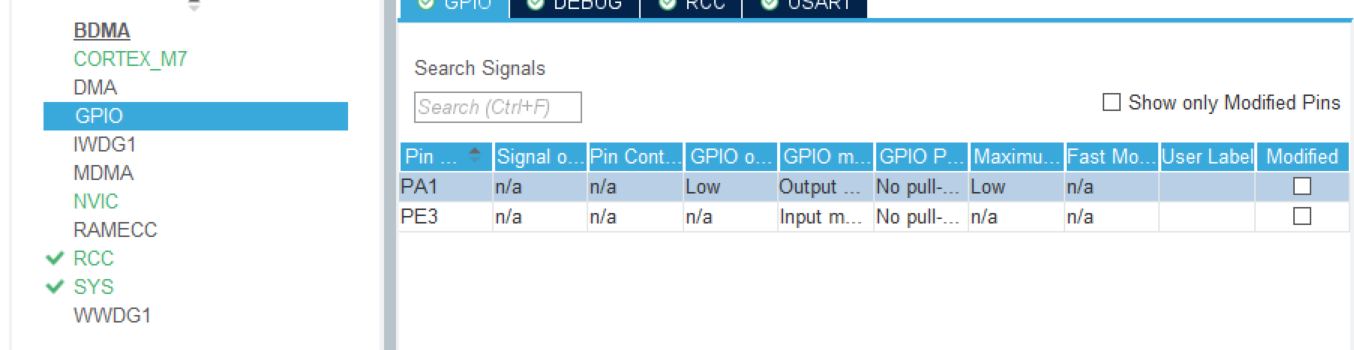 GPIO DEBUG RCC USART
BDMA
CORTEX_M7
DMA
GPIO
IWDG1
MDMA
NVIC
RAMECC
RCC
SYS
WWDG1
Search Signals
Search (Ctrl+F)
Show only Modified Pins
Pin ... Signal o... Pin Cont... GPIO o... GPIO m... GPIO P... Maximu... Fast Mo... User Label Modified
PA1 n/a n/a Low Output ... No pull-... Low n/a
PE3 n/a n/a n/a Input m... No pull-... n/a n/a